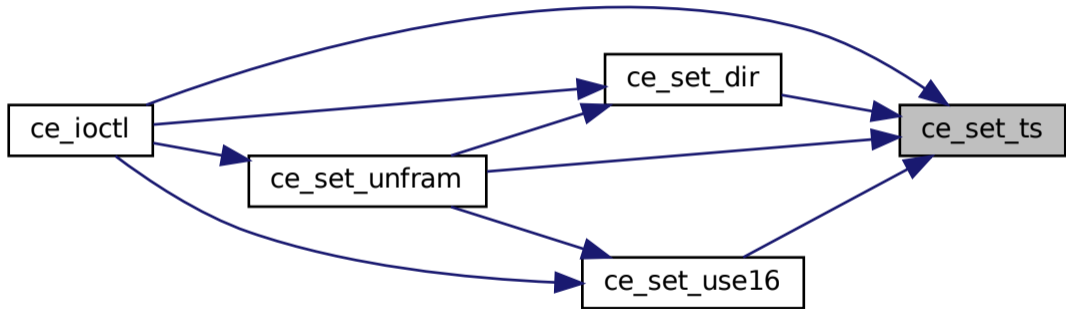 ce_set_dir
ce_ioctl
ce_set_ts
ce_set_unfram
ce_set_use16